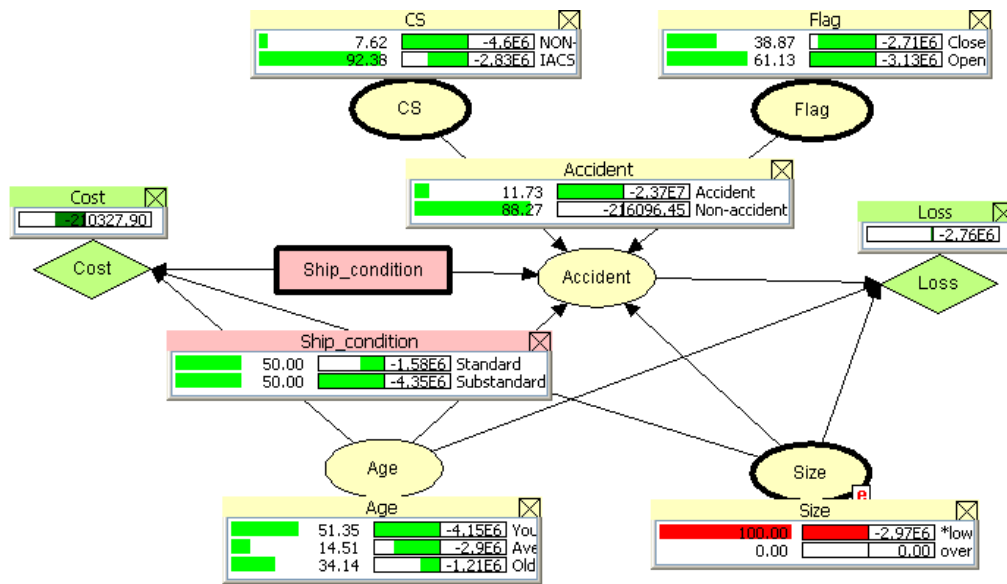 CS
7.62 -4.6E6 NON-
92.38 -2.83E6 IACS
Flag
38.87 -2.71E6 Close
61.13 -3.13E6 Open
CS
Flag
Accident
11.73 -2.37E7 Accident
88.27 -216096.45 Non-accident
Cost
-210327.90
Loss
-2.76E6
Cost
Ship_condition
Accident
Loss
Ship_condition
50.00 -1.58E6 Standard
50.00 -4.35E6 Substandard
Age
Size
e
Age
51.35 -4.15E6 You
14.51 -2.9E6 Ave
34.14 -1.21E6 Old
Size
100.00 -2.97E6 *low
0.00 0.00 over